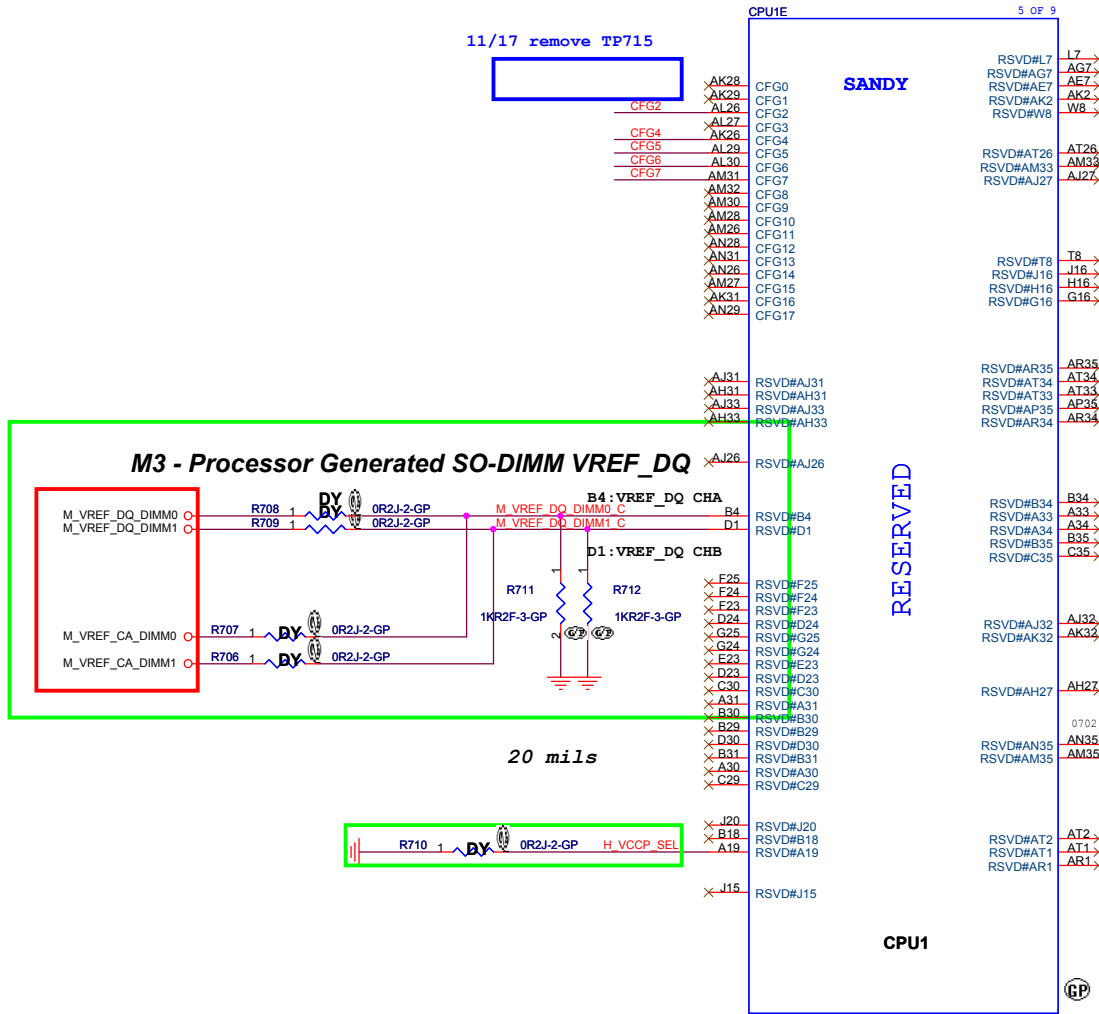 CPU1E
5 OF 9
11/17 remove TP715
SANDY
AK28 CFG0
AK29 CFG1
CFG2 AL26 CFG2
AL27 CFG3
CFG4 AK26 CFG4
CFG5 AL29 CFG5
CFG6 AL30 CFG6
CFG7 AM31 CFG7
AM32 CFG8
AM30 CFG9
AM28 CFG10
AM26 CFG11
AN28 CFG12
AN31 CFG13
AN26 CFG14
AM27 CFG15
AK31 CFG16
AN29 CFG17
AJ31 RSVD#AJ31
AH31 RSVD#AH31
AJ33 RSVD#AJ33
AH33 RSVD#AH33
AJ26 RSVD#AJ26
M3 - Processor Generated SO-DIMM VREF_DQ
B4:VREF_DQ CHA
M_VREF_DQ_DIMM0 R708 1 DY 0R2J-2-GP M_VREF_DQ_DIMM0_C B4 RSVD#B4
M_VREF_DQ_DIMM1 R709 1 DY 0R2J-2-GP M_VREF_DQ_DIMM1_C D1 RSVD#D1
D1:VREF_DQ CHB
1 1
R711 R712
1KR2F-3-GP 1KR2F-3-GP
2
M_VREF_CA_DIMM0 R707 1 DY 0R2J-2-GP
M_VREF_CA_DIMM1 R706 1 DY 0R2J-2-GP
F25 RSVD#F25
F24 RSVD#F24
F23 RSVD#F23
D24 RSVD#D24
G25 RSVD#G25
G24 RSVD#G24
E23 RSVD#E23
D23 RSVD#D23
C30 RSVD#C30
A31 RSVD#A31
B30 RSVD#B30
B29 RSVD#B29
D30 RSVD#D30
B31 RSVD#B31
A30 RSVD#A30
C29 RSVD#C29
20 mils
J20 RSVD#J20
B18 RSVD#B18
R710 1 DY 0R2J-2-GP H_VCCP_SEL A19 RSVD#A19
J15 RSVD#J15
RESERVED
RSVD#L7 L7
RSVD#AG7 AG7
RSVD#AE7 AE7
RSVD#AK2 AK2
RSVD#W8 W8
RSVD#AT26 AT26
RSVD#AM33 AM33
RSVD#AJ27 AJ27
RSVD#T8 T8
RSVD#J16 J16
RSVD#H16 H16
RSVD#G16 G16
RSVD#AR35 AR35
RSVD#AT34 AT34
RSVD#AT33 AT33
RSVD#AP35 AP35
RSVD#AR34 AR34
RSVD#B34 B34
RSVD#A33 A33
RSVD#A34 A34
RSVD#B35 B35
RSVD#C35 C35
RSVD#AJ32 AJ32
RSVD#AK32 AK32
RSVD#AH27 AH27
0702
RSVD#AN35 AN35
RSVD#AM35 AM35
RSVD#AT2 AT2
RSVD#AT1 AT1
RSVD#AR1 AR1
CPU1
GP